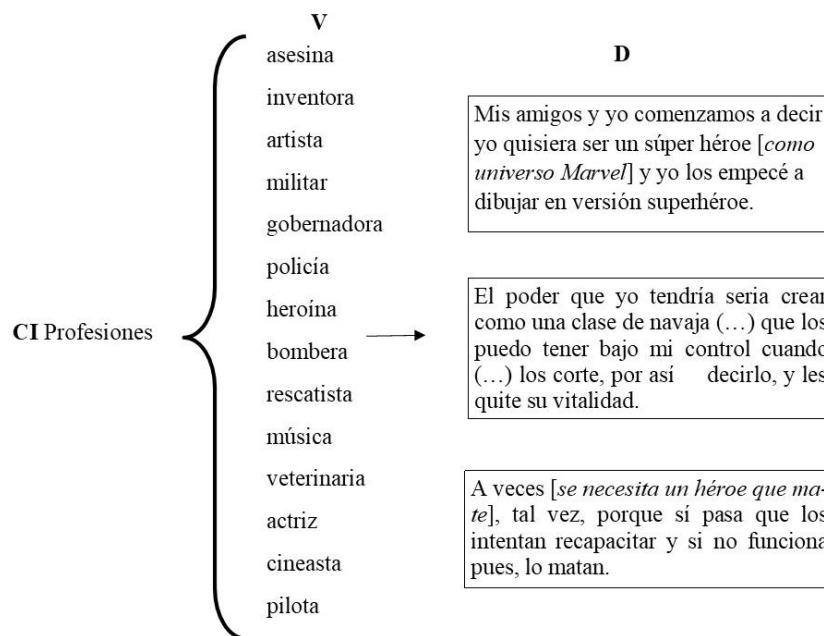 V
asesina
inventora
artista
militar
gobernadora
policía
heroína
bombera
rescatista
música
veterinaria
actriz
cineasta
pilota
CI Profesiones
D
Mis amigos y yo comenzamos a decir
yo quisiera ser un súper héroe [como
universo Marvel] y yo los empecé a
dibujar en versión superhéroe.
El poder que yo tendría seria crear
como una clase de navaja (…) que los
puedo tener bajo mi control cuando
(…) los corte, por así decirlo, y les
quite su vitalidad.
A veces [se necesita un héroe que ma-
te], tal vez, porque sí pasa que los
intentan recapacitar y si no funciona
pues, lo matan.